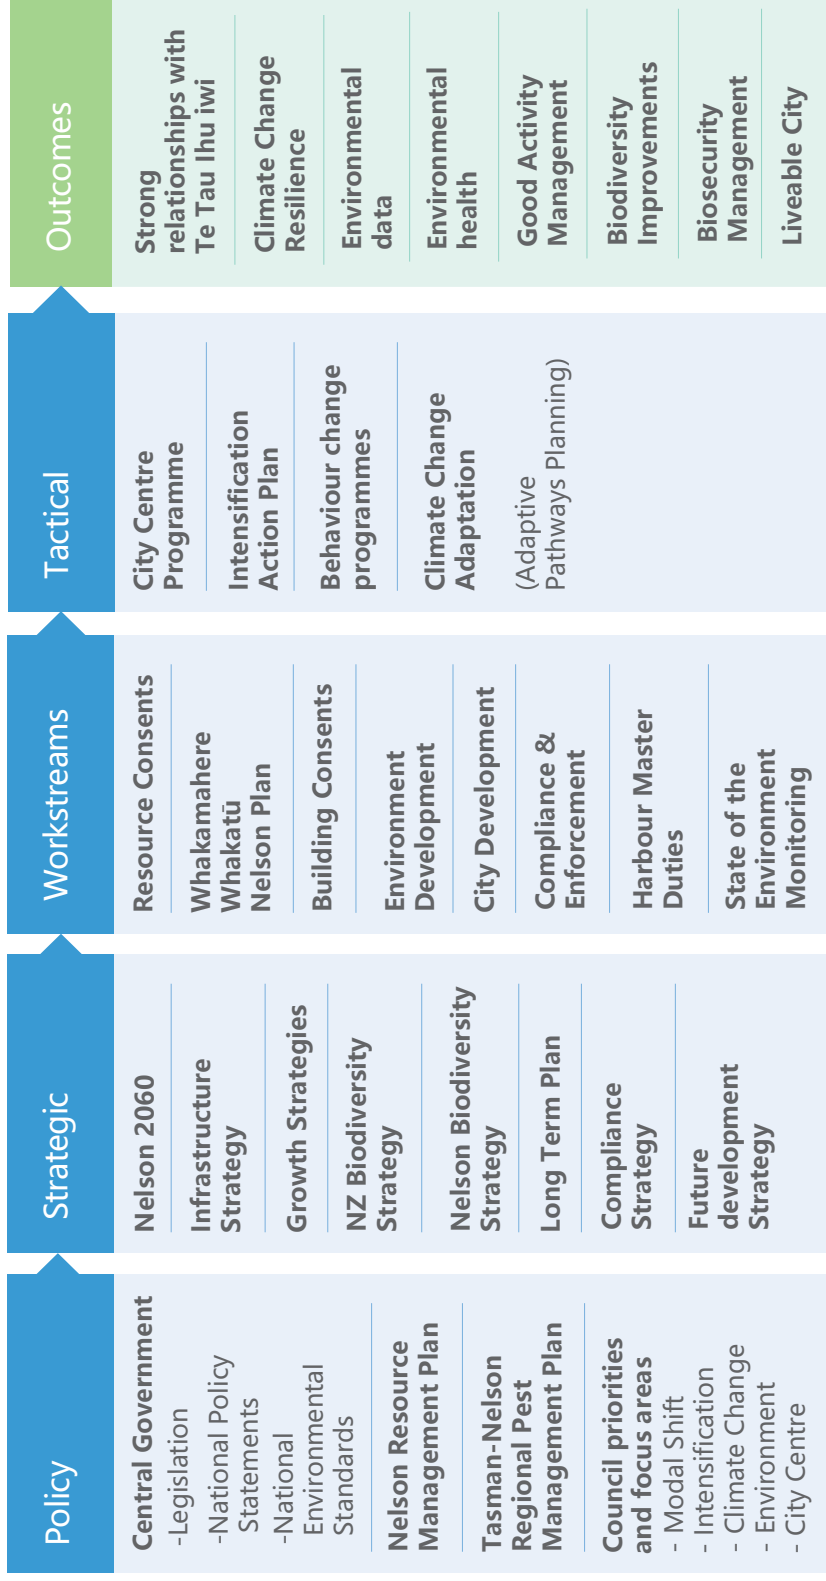 Policy
Central Government
-Legislation
-National Policy
Statements
-National
Environmental
Standards
Nelson Resource
Management Plan
Tasman-Nelson
Regional Pest
Management Plan
Council priorities
and focus areas
- Modal Shift
- Intensification
- Climate Change
- Environment
- City Centre
Strategic
Nelson 2060
Infrastructure
Strategy
Growth Strategies
NZ Biodiversity
Strategy
Nelson Biodiversity
Strategy
Long Term Plan
Compliance
Strategy
Future
development
Strategy
Workstreams
Resource Consents
Whakamahere
Whakatū
Nelson Plan
Building Consents
Environment
Development
City Development
Compliance &
Enforcement
Harbour Master
Duties
State of the
Environment
Monitoring
Tactical
City Centre
Programme
Intensification
Action Plan
Behaviour change
programmes
Climate Change
Adaptation
(Adaptive
Pathways Planning)
Outcomes
Strong
relationships with
Te Tau Ihu iwi
Climate Change
Resilience
Environmental
data
Environmental
health
Good Activity
Management
Biodiversity
Improvements
Biosecurity
Management
Liveable City